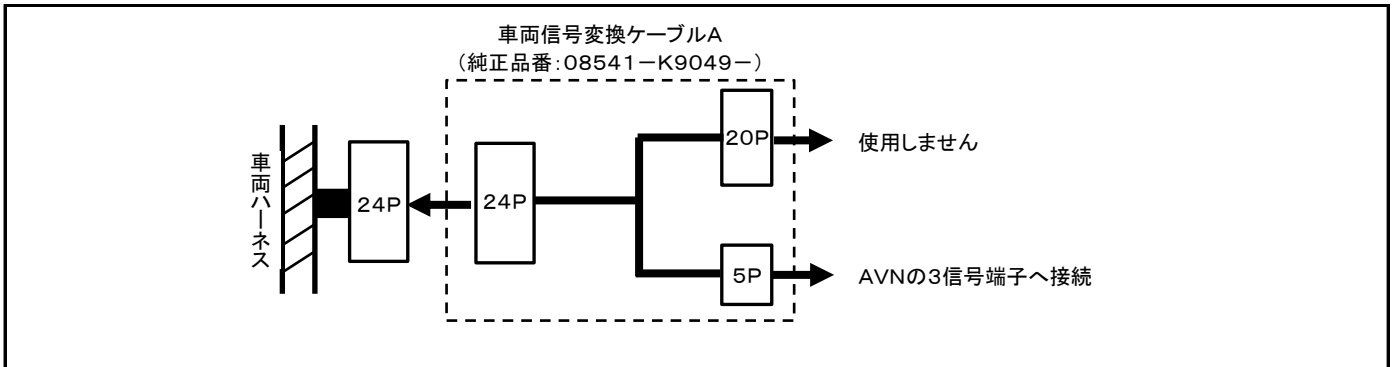 車両信号変換ケーブルA
（純正品番：08541－K9049－）
車両ハーネス
24P
24P
20P
使用しません
5P
AVNの3信号端子へ接続